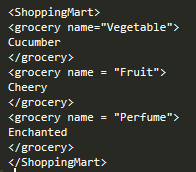 <ShoppingMart>
<grocery name="Vegetable">
Cucumber
</grocery>
<grocery name = "Fruit">
Cheery
</grocery>
<grocery name = "Perfume">
Enchanted
</grocery>
</ShoppingMart>